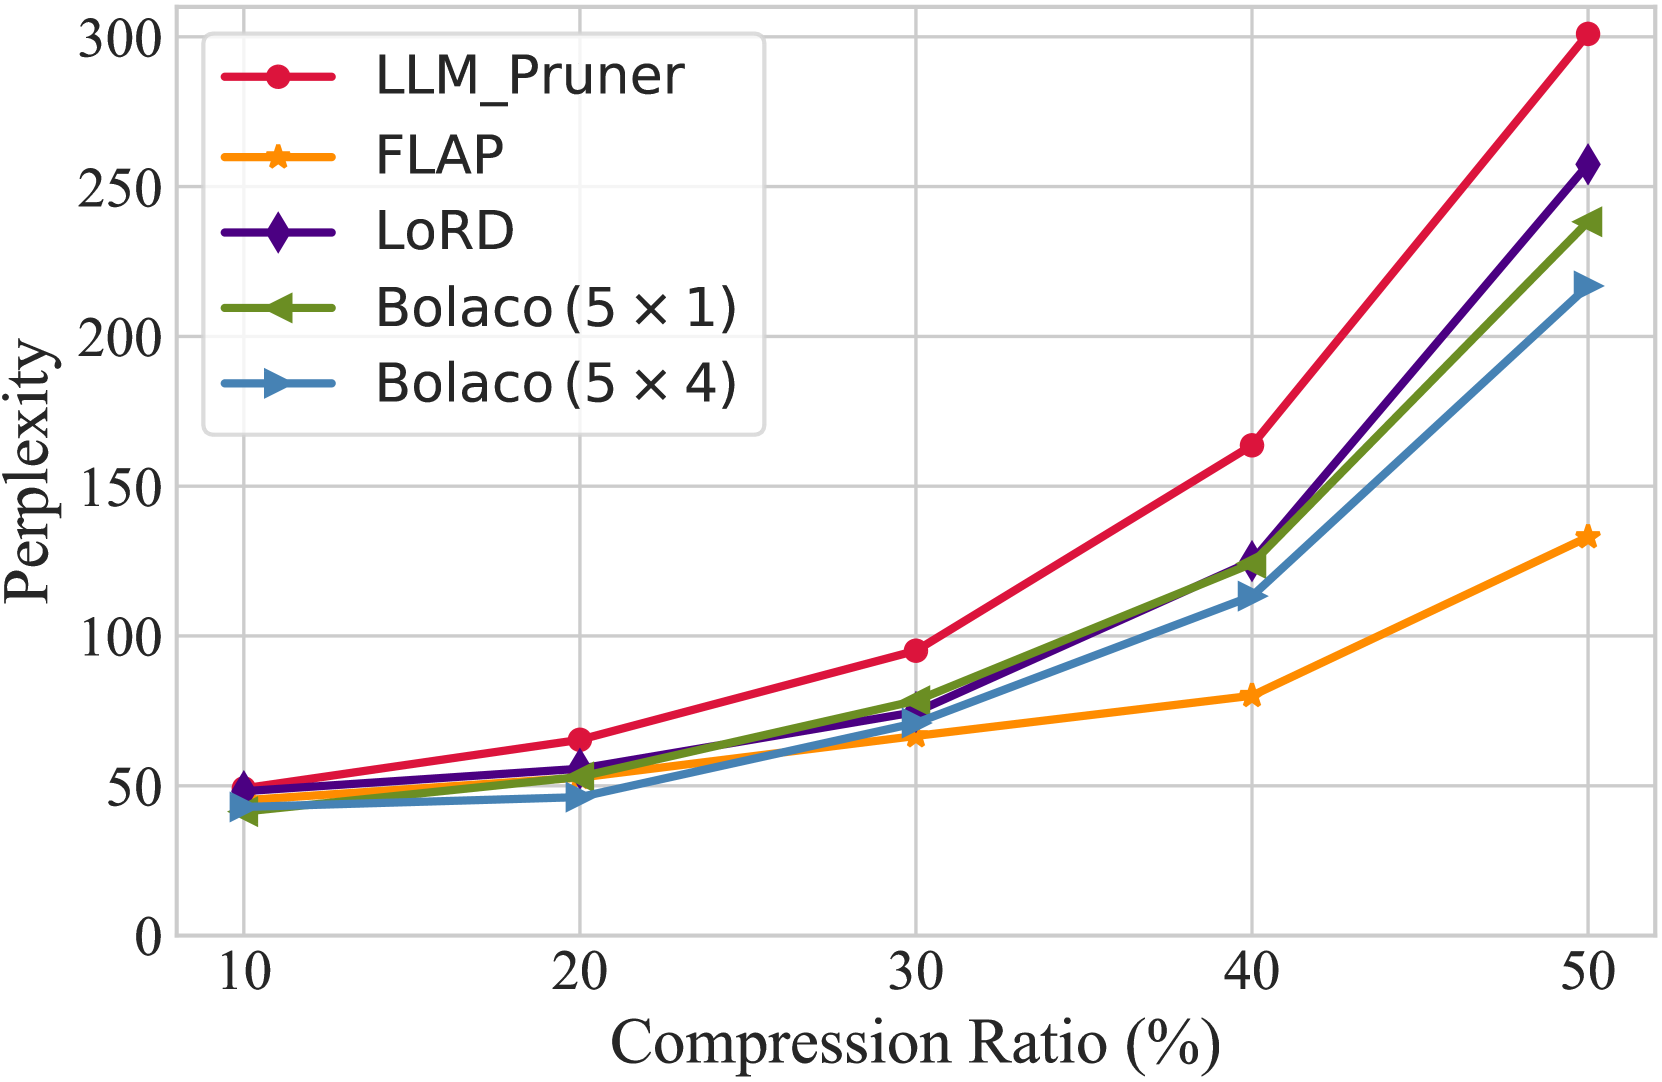 300
250
200
150
100
50
0
Perplexity
LLM_Pruner
FLAP
LoRD
Bolaco (5 × 1)
Bolaco (5 × 4)
10 20 30 40 50
Compression Ratio (%)